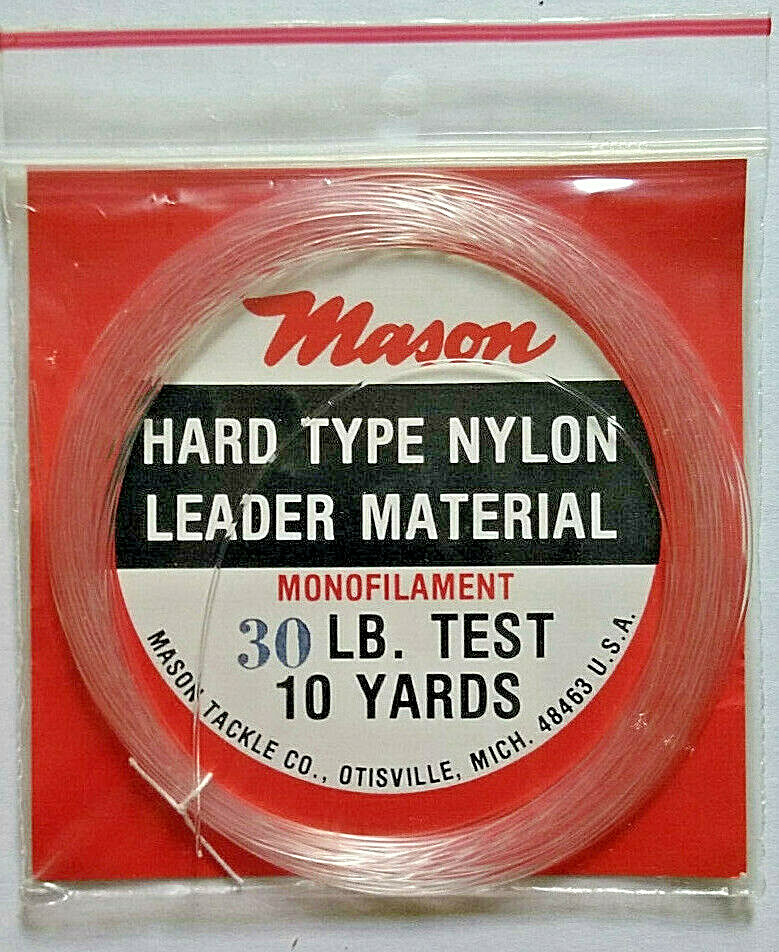 Mason
HARD TYPE NYLON
LEADER MATERIAL
MONOFILAMENT
30 LB. TEST
10 YARDS
MASON TACKLE CO., OTISVILLE, MICH. 48463 U.S.A.